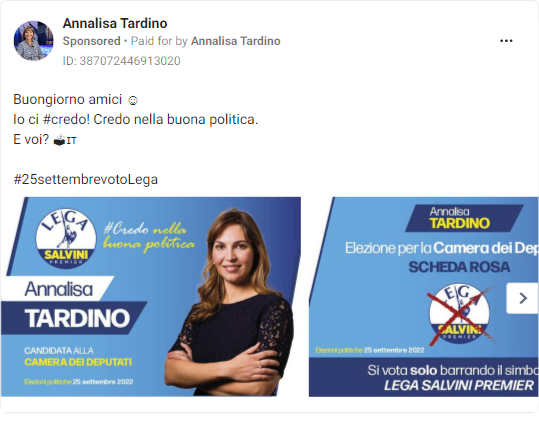 Annalisa Tardino
Sponsored • Paid for by Annalisa Tardino
ID: 387072446913020
Buongiorno amici ☺
Io ci #credo! Credo nella buona politica.
E voi? 🗳IT
#25settembrevotoLega
LEGA
SALVINI
PREMIER
#Credo nella
buona politica
Annalisa
TARDINO
CANDIDATA ALLA
CAMERA DEI DEPUTATI
Elezioni politiche 25 settembre 2022
Annalisa
TARDINO
Elezione per la Camera dei Dep
SCHEDA ROSA
LEGA
SALVINI
PREMIER
Elezioni politiche 25 settembre 2022
Si vota solo barrando il simbo
LEGA SALVINI PREMIER